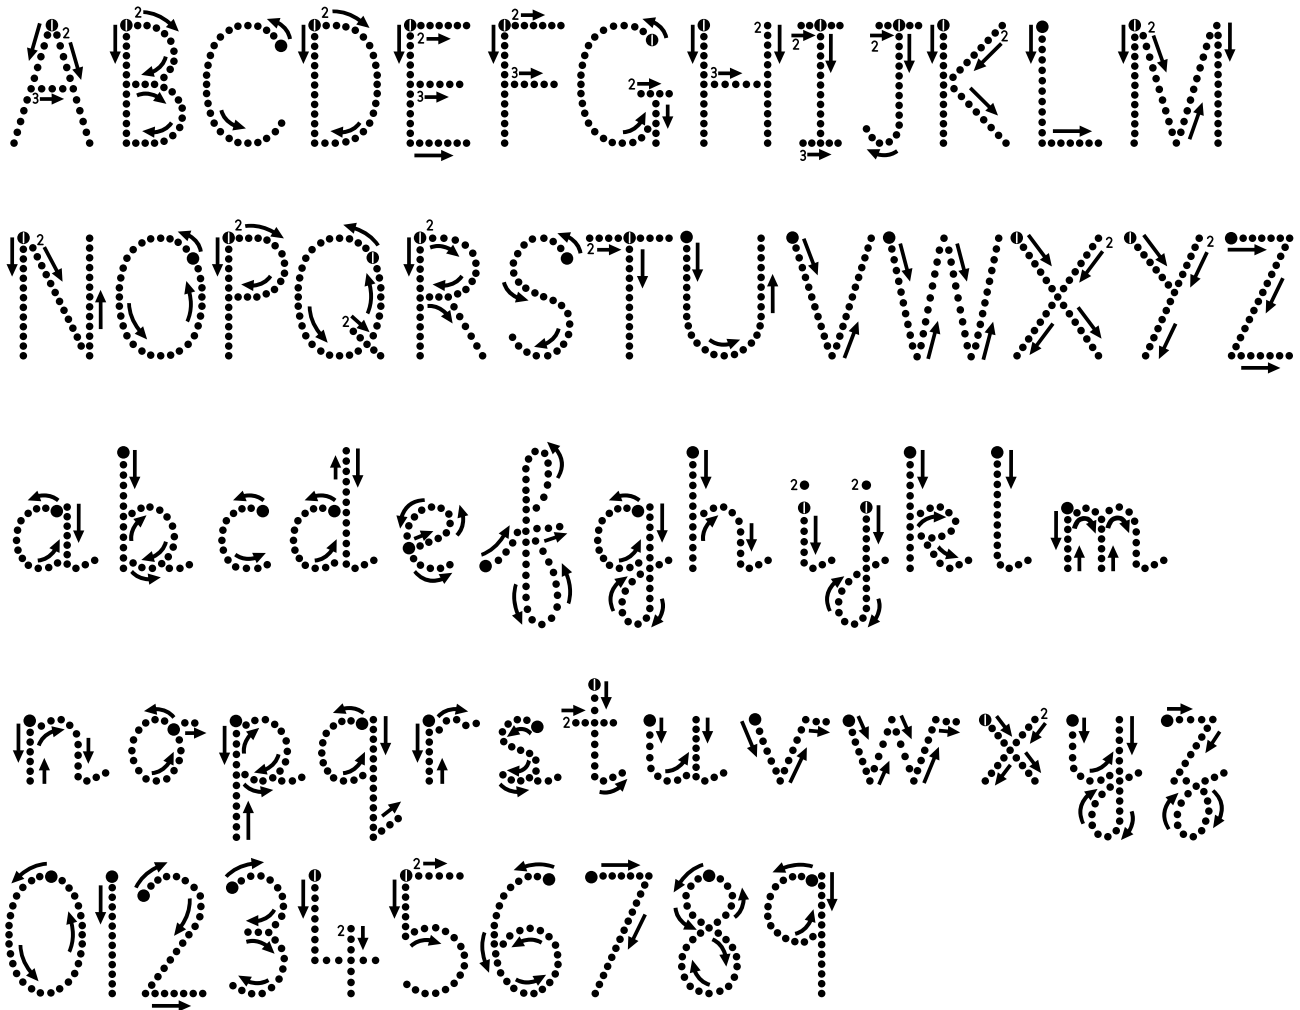 ABCDEFGHIJKLM
NOPQRSTUVWXYZ
abcdefghijklm
nopqrstuvwxyz
0123456789